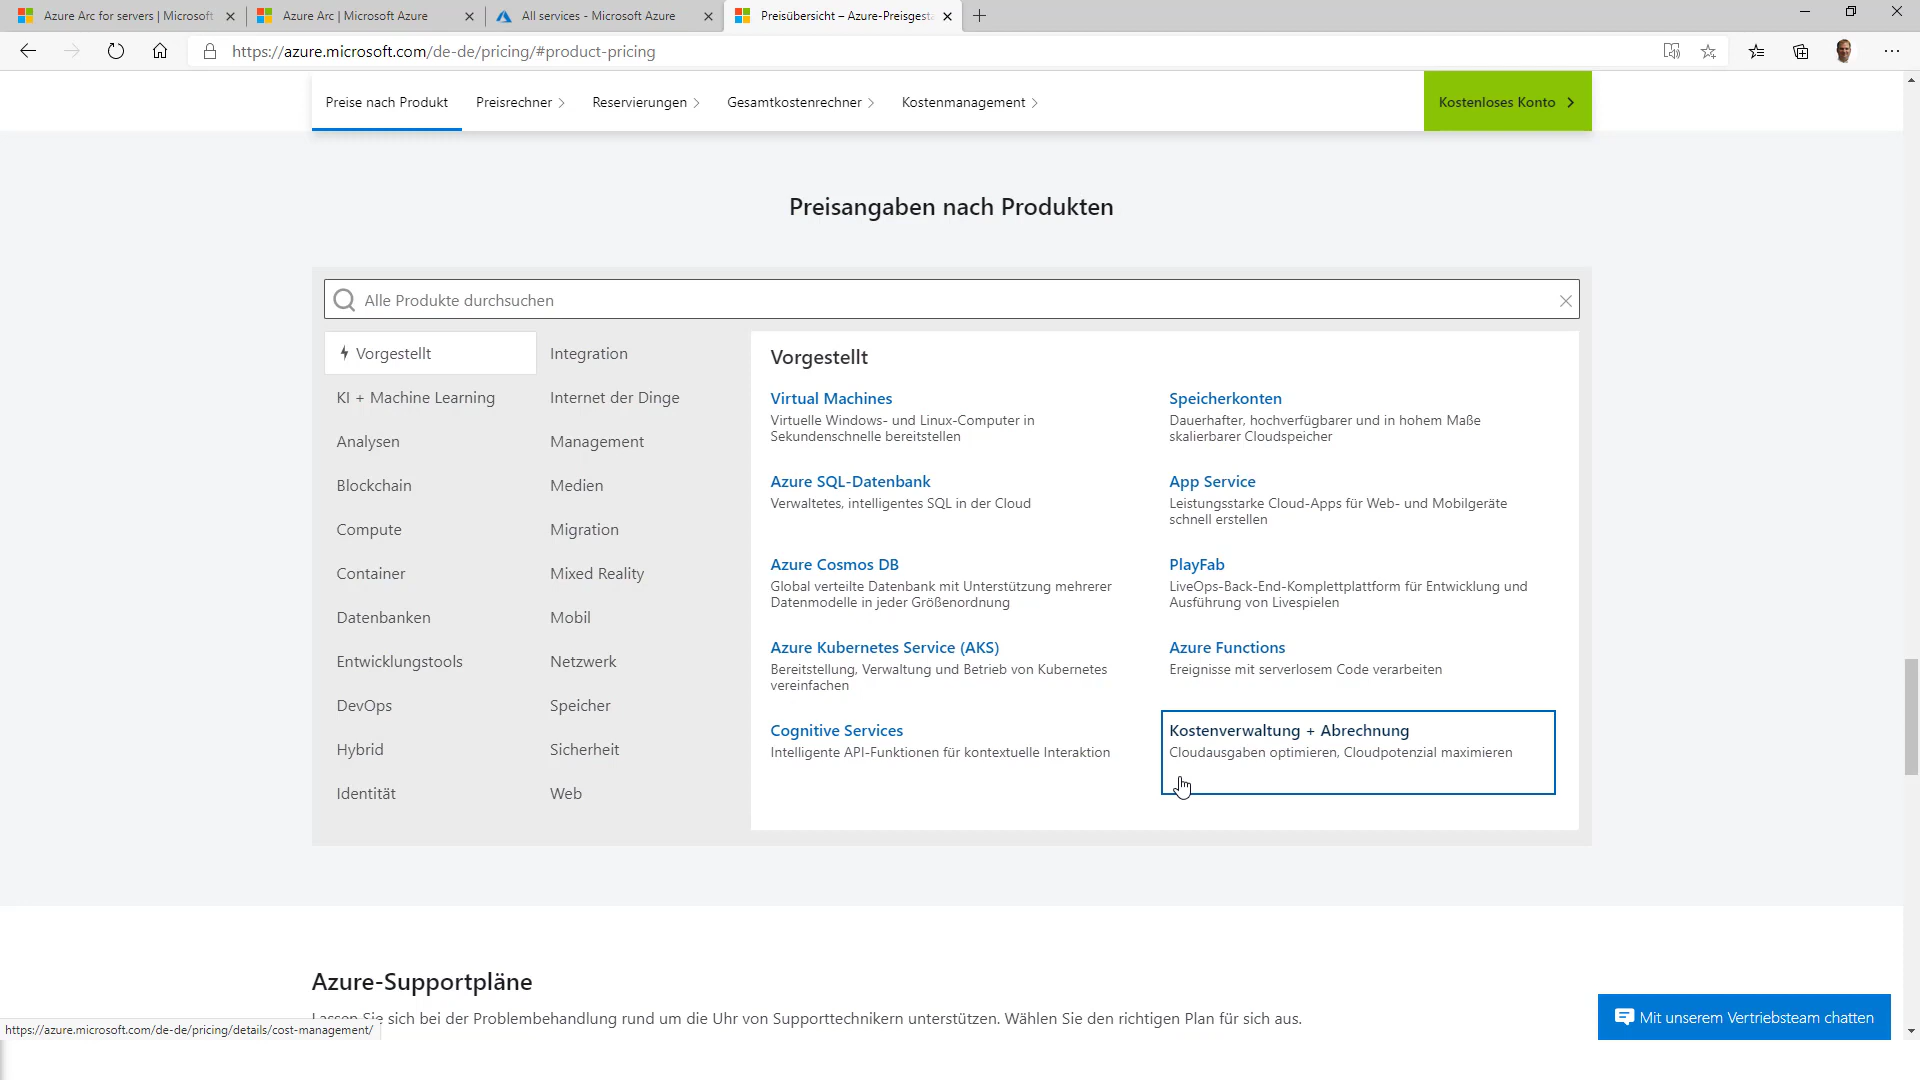 Azure Arc for servers | Microsoft
Azure Arc | Microsoft Azure
All services - Microsoft Azure
Preisübersicht – Azure-Preisgesta
https://azure.microsoft.com/de-de/pricing/#product-pricing
Preise nach Produkt
Preisrechner
Reservierungen
Gesamtkostenrechner
Kostenmanagement
Kostenloses Konto
Preisangaben nach Produkten
Alle Produkte durchsuchen
Vorgestellt
KI + Machine Learning
Analysen
Blockchain
Compute
Container
Datenbanken
Entwicklungstools
DevOps
Hybrid
Identität
Integration
Internet der Dinge
Management
Medien
Migration
Mixed Reality
Mobil
Netzwerk
Speicher
Sicherheit
Web
Vorgestellt
Virtual Machines
Virtuelle Windows- und Linux-Computer in
Sekundenschnelle bereitstellen
Speicherkonten
Dauerhafter, hochverfügbarer und in hohem Maße
skalierbarer Cloudspeicher
Azure SQL-Datenbank
Verwaltetes, intelligentes SQL in der Cloud
App Service
Leistungsstarke Cloud-Apps für Web- und Mobilgeräte
schnell erstellen
Azure Cosmos DB
Global verteilte Datenbank mit Unterstützung mehrerer
Datenmodelle in jeder Größenordnung
PlayFab
LiveOps-Back-End-Komplettplattform für Entwicklung und
Ausführung von Livespielen
Azure Kubernetes Service (AKS)
Bereitstellung, Verwaltung und Betrieb von Kubernetes
vereinfachen
Azure Functions
Ereignisse mit serverlosem Code verarbeiten
Cognitive Services
Intelligente API-Funktionen für kontextuelle Interaktion
Kostenverwaltung + Abrechnung
Cloudausgaben optimieren, Cloudpotenzial maximieren
Azure-Supportpläne
Lassen Sie sich bei der Problembehandlung rund um die Uhr von Supporttechnikern unterstützen. Wählen Sie den richtigen Plan für sich aus.
https://azure.microsoft.com/de-de/pricing/details/cost-management/
Mit unserem Vertriebsteam chatten